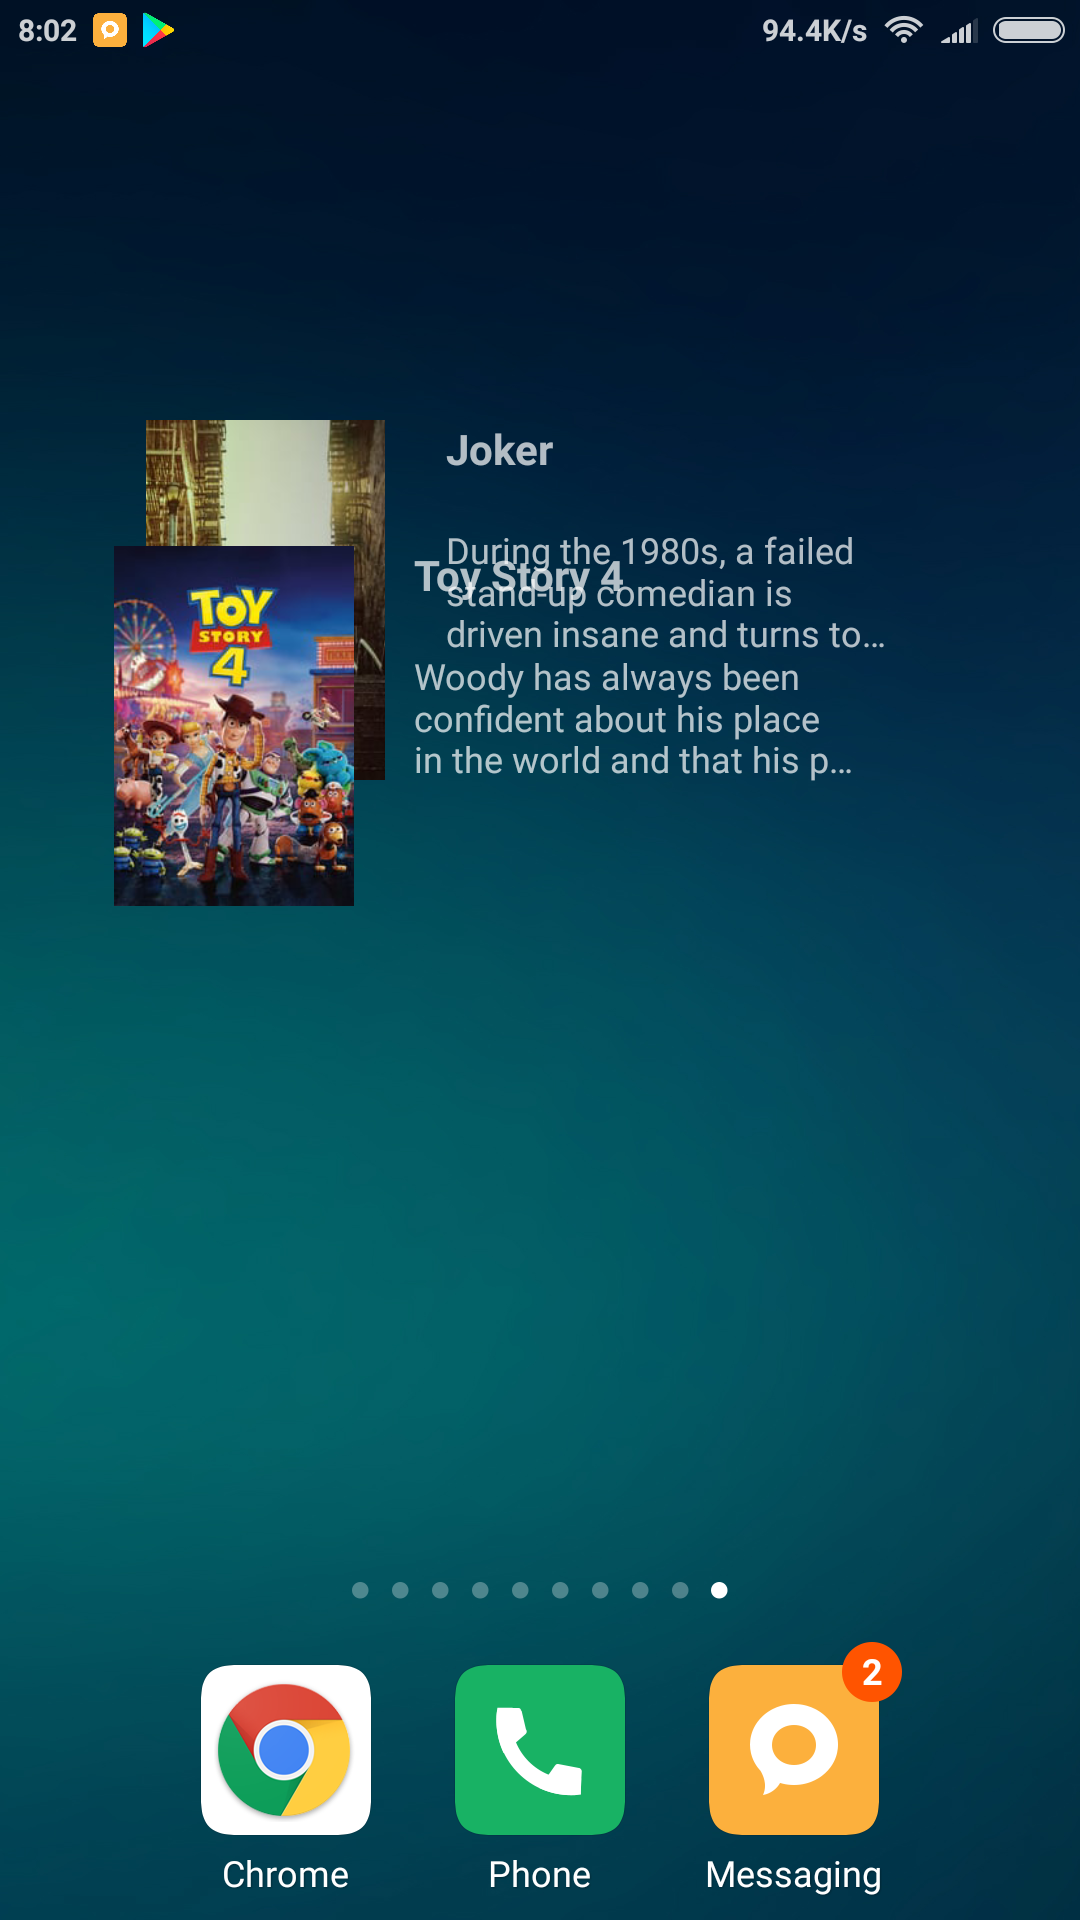 8:02
94.4K/s
Joker
During the 1980s, a failed
stand-up comedian is
driven insane and turns to...
Toy Story 4
Woody has always been
confident about his place
in the world and that his p...
TOY
STORY
4
2
Chrome
Phone
Messaging